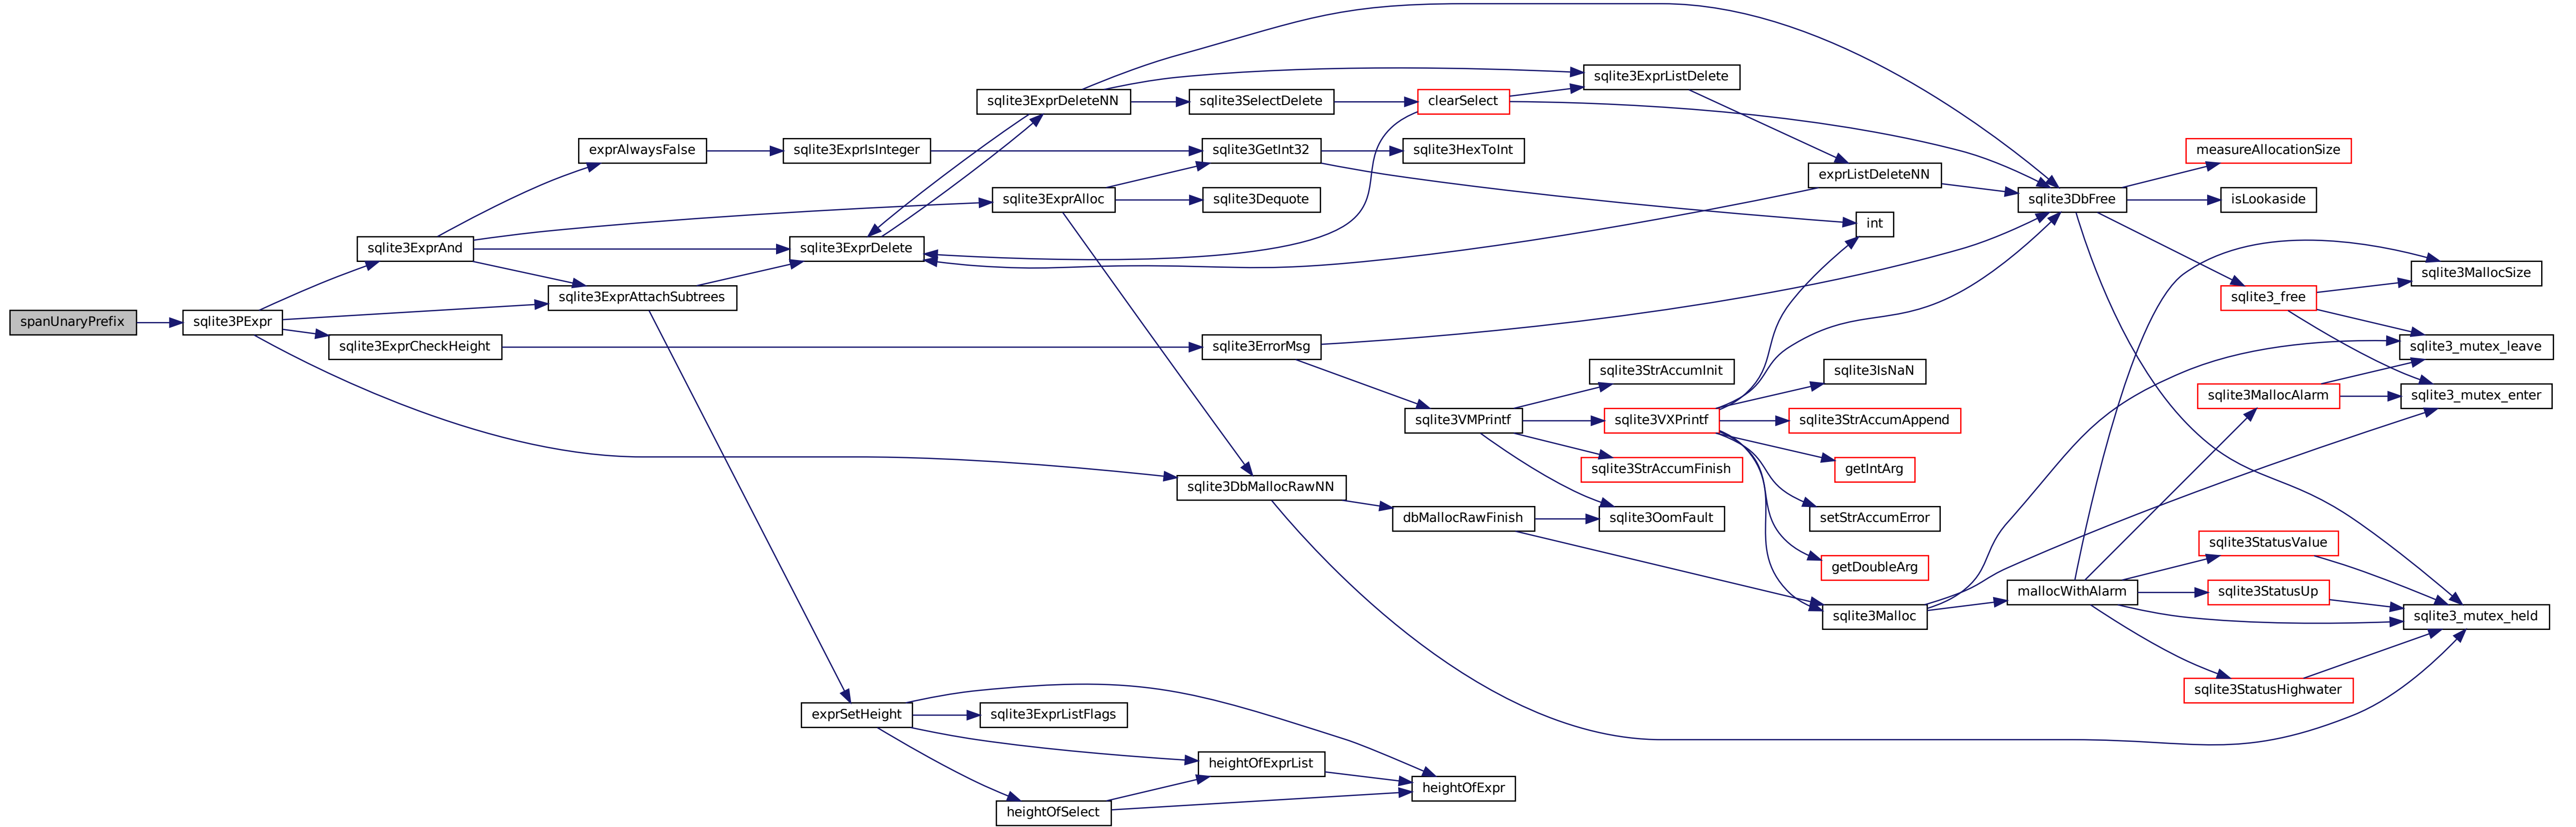 spanUnaryPrefix
sqlite3PExpr
sqlite3ExprAnd
sqlite3ExprCheckHeight
exprAlwaysFalse
sqlite3ExprAttachSubtrees
sqlite3ExprIsInteger
sqlite3ExprDelete
exprSetHeight
sqlite3ExprDeleteNN
sqlite3ExprAlloc
sqlite3ExprListFlags
heightOfSelect
sqlite3SelectDelete
sqlite3GetInt32
sqlite3Dequote
sqlite3ErrorMsg
sqlite3DbMallocRawNN
heightOfExprList
clearSelect
sqlite3HexToInt
sqlite3VMPrintf
dbMallocRawFinish
heightOfExpr
sqlite3ExprListDelete
sqlite3StrAccumInit
sqlite3VXPrintf
sqlite3StrAccumFinish
sqlite3OomFault
exprListDeleteNN
int
sqlite3IsNaN
sqlite3StrAccumAppend
getIntArg
setStrAccumError
getDoubleArg
sqlite3Malloc
sqlite3DbFree
mallocWithAlarm
measureAllocationSize
isLookaside
sqlite3_free
sqlite3MallocAlarm
sqlite3StatusValue
sqlite3StatusUp
sqlite3StatusHighwater
sqlite3MallocSize
sqlite3_mutex_leave
sqlite3_mutex_enter
sqlite3_mutex_held